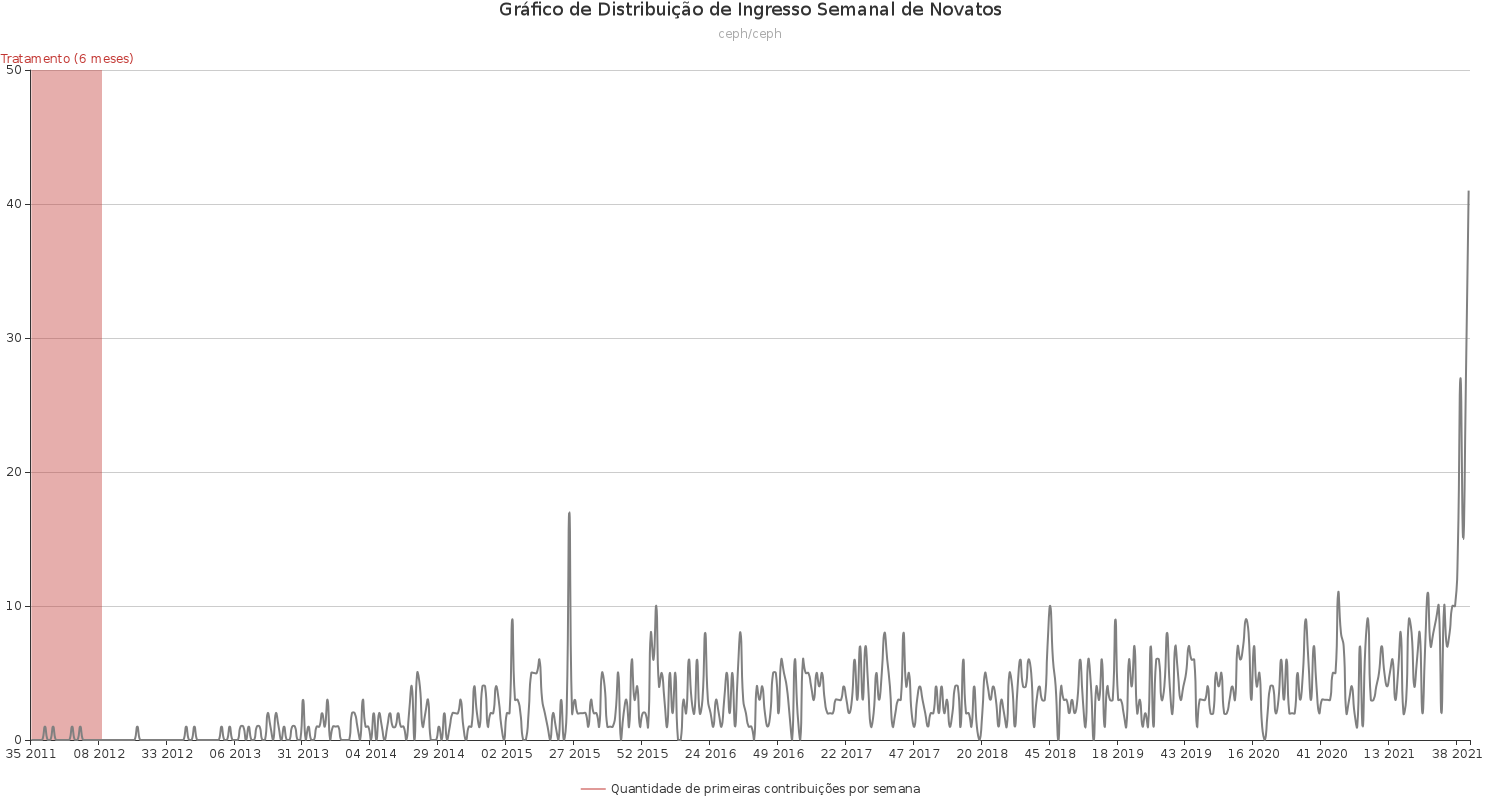 Gráfico de Distribuição de Ingresso Semanal de Novatos
ceph/ceph
Tratamento (6 meses)
50
40
30
20
10
0
35 2011 08 2012 33 2012 06 2013 31 2013 04 2014 29 2014 02 2015 27 2015 52 2015 24 2016 49 2016 22 2017 47 2017 20 2018 45 2018 18 2019 43 2019 16 2020 41 2020 13 2021 38 2021
Quantidade de primeiras contribuições por semana